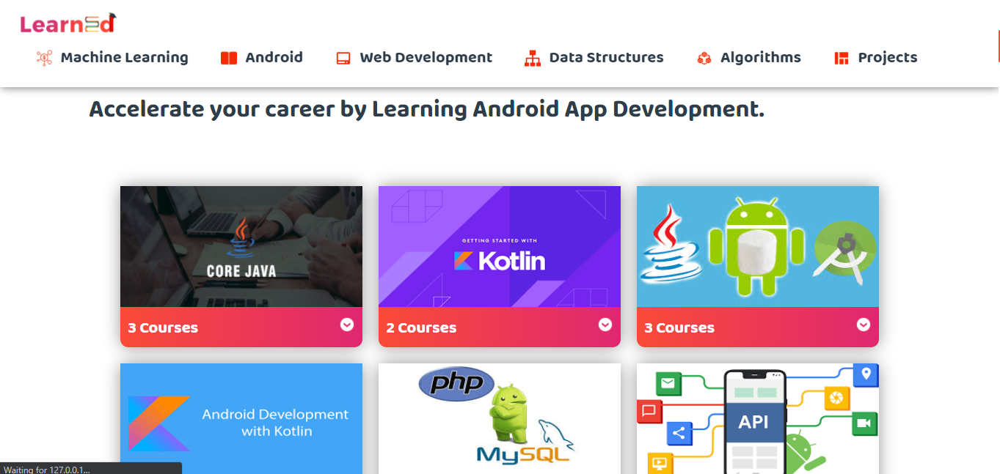 LearnEd
Machine Learning
Android
Web Development
Data Structures
Algorithms
Projects
Accelerate your career by Learning Android App Development.
CORE JAVA
GETTING STARTED WITH
Kotlin
3 Courses
2 Courses
3 Courses
Android Development
with Kotlin
php
MySQL
API
Waiting for 127.0.0.1...